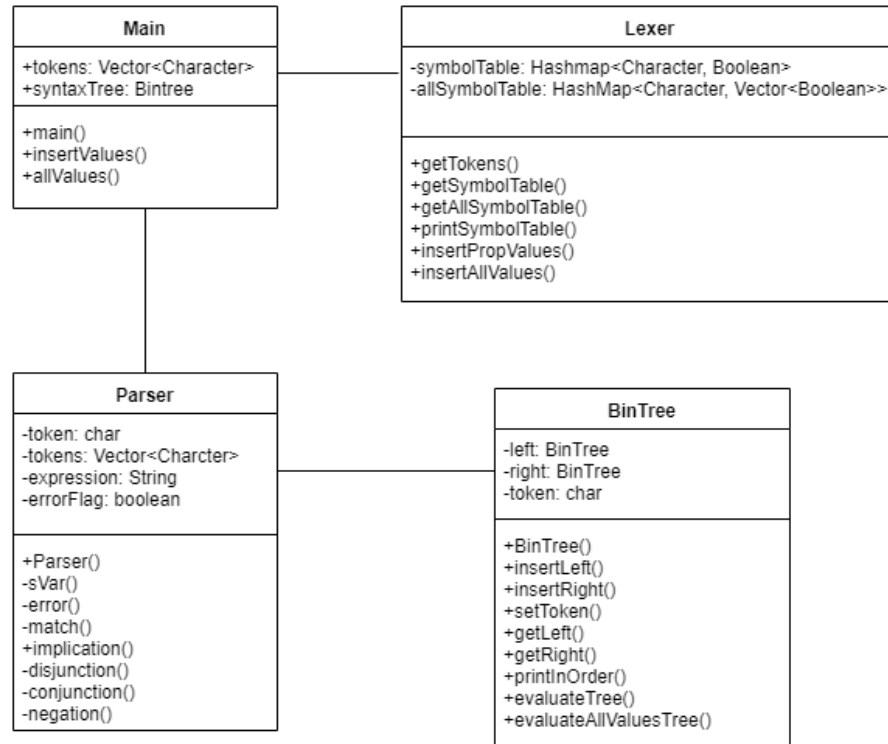 Main
+tokens: Vector<Character>
+syntaxTree: Bintree
+main()
+insertValues()
+allValues()
Lexer
-symbolTable: Hashmap<Character, Boolean>
-allSymbolTable: HashMap<Character, Vector<Boolean>>
+getTokens()
+getSymbolTable()
+getAllSymbolTable()
+printSymbolTable()
+insertPropValues()
+insertAllValues()
Parser
-token: char
-tokens: Vector<Charcter>
-expression: String
-errorFlag: boolean
+Parser()
-sVar()
-error()
-match()
+implication()
-disjunction()
-conjunction()
-negation()
BinTree
-left: BinTree
-right: BinTree
-token: char
+BinTree()
+insertLeft()
+insertRight()
+setToken()
+getLeft()
+getRight()
+printInOrder()
+evaluateTree()
+evaluateAllValuesTree()